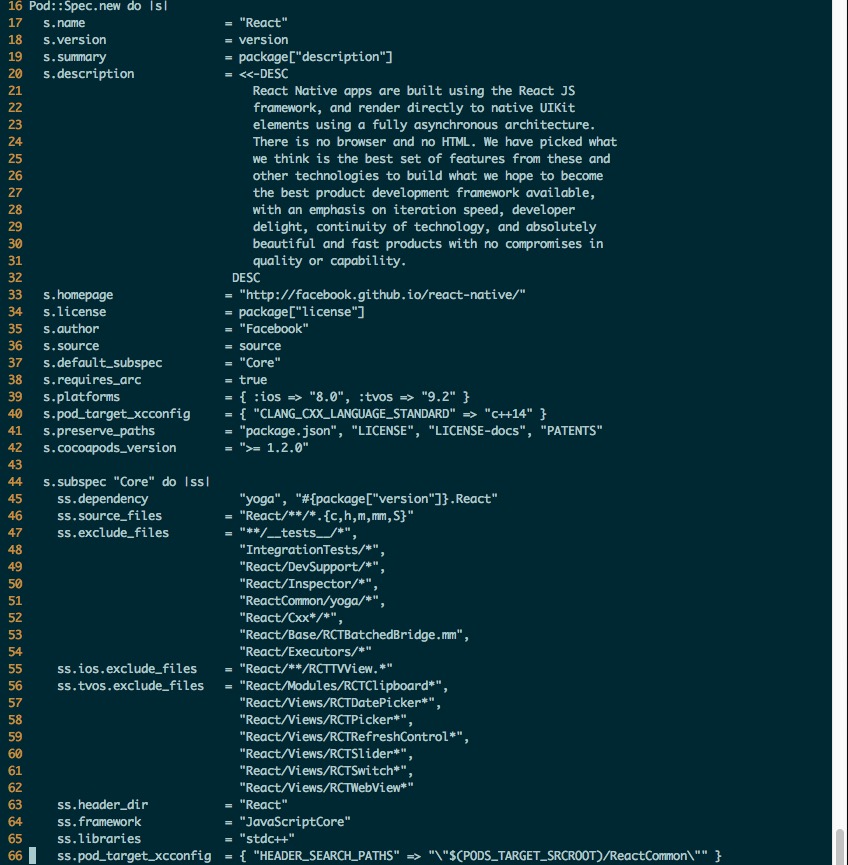 16 Pod::Spec.new do |s|
17   s.name                = "React"
18   s.version             = version
19   s.summary             = package["description"]
20   s.description         = <<-DESC
21                             React Native apps are built using the React JS
22                             framework, and render directly to native UIKit
23                             elements using a fully asynchronous architecture.
24                             There is no browser and no HTML. We have picked what
25                             we think is the best set of features from these and
26                             other technologies to build what we hope to become
27                             the best product development framework available,
28                             with an emphasis on iteration speed, developer
29                             delight, continuity of technology, and absolutely
30                             beautiful and fast products with no compromises in
31                             quality or capability.
32                          DESC
33   s.homepage            = "http://facebook.github.io/react-native/"
34   s.license             = package["license"]
35   s.author              = "Facebook"
36   s.source              = source
37   s.default_subspec     = "Core"
38   s.requires_arc        = true
39   s.platforms           = { :ios => "8.0", :tvos => "9.2" }
40   s.pod_target_xcconfig = { "CLANG_CXX_LANGUAGE_STANDARD" => "c++14" }
41   s.preserve_paths      = "package.json", "LICENSE", "LICENSE-docs", "PATENTS"
42   s.cocoapods_version   = ">= 1.2.0"
43
44   s.subspec "Core" do |ss|
45     ss.dependency             "yoga", "#{package["version"]}.React"
46     ss.source_files         = "React/**/*.{c,h,m,mm,S}"
47     ss.exclude_files        = "**/__tests__/*",
48                               "IntegrationTests/*",
49                               "React/DevSupport/*",
50                               "React/Inspector/*",
51                               "ReactCommon/yoga/*",
52                               "React/Cxx*/*",
53                               "React/Base/RCTBatchedBridge.mm",
54                               "React/Executors/*"
55     ss.ios.exclude_files    = "React/**/RCTTVView.*"
56     ss.tvos.exclude_files   = "React/Modules/RCTClipboard*",
57                               "React/Views/RCTDatePicker*",
58                               "React/Views/RCTPicker*",
59                               "React/Views/RCTRefreshControl*",
60                               "React/Views/RCTSlider*",
61                               "React/Views/RCTSwitch*",
62                               "React/Views/RCTWebView*"
63     ss.header_dir           = "React"
64     ss.framework            = "JavaScriptCore"
65     ss.libraries            = "stdc++"
66     ss.pod_target_xcconfig  = { "HEADER_SEARCH_PATHS" => "\"$(PODS_TARGET_SRCROOT)/ReactCommon\"" }